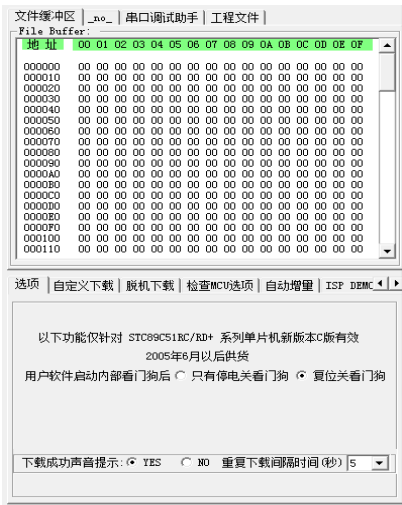 文件缓冲区 _no_ 串口调试助手 工程文件
File Buffer:
地 址 00 01 02 03 04 05 06 07 08 09 0A 0B 0C 0D 0E 0F
000000 00 00 00 00 00 00 00 00 00 00 00 00 00 00 00 00
000010 00 00 00 00 00 00 00 00 00 00 00 00 00 00 00 00
000020 00 00 00 00 00 00 00 00 00 00 00 00 00 00 00 00
000030 00 00 00 00 00 00 00 00 00 00 00 00 00 00 00 00
000040 00 00 00 00 00 00 00 00 00 00 00 00 00 00 00 00
000050 00 00 00 00 00 00 00 00 00 00 00 00 00 00 00 00
000060 00 00 00 00 00 00 00 00 00 00 00 00 00 00 00 00
000070 00 00 00 00 00 00 00 00 00 00 00 00 00 00 00 00
000080 00 00 00 00 00 00 00 00 00 00 00 00 00 00 00 00
000090 00 00 00 00 00 00 00 00 00 00 00 00 00 00 00 00
0000A0 00 00 00 00 00 00 00 00 00 00 00 00 00 00 00 00
0000B0 00 00 00 00 00 00 00 00 00 00 00 00 00 00 00 00
0000C0 00 00 00 00 00 00 00 00 00 00 00 00 00 00 00 00
0000D0 00 00 00 00 00 00 00 00 00 00 00 00 00 00 00 00
0000E0 00 00 00 00 00 00 00 00 00 00 00 00 00 00 00 00
0000F0 00 00 00 00 00 00 00 00 00 00 00 00 00 00 00 00
000100 00 00 00 00 00 00 00 00 00 00 00 00 00 00 00 00
000110 00 00 00 00 00 00 00 00 00 00 00 00 00 00 00 00
选项 自定义下载 脱机下载 检查MCU选项 自动增量 ISP DEMO
以下功能仅针对 STC89C51RC/RD+ 系列单片机新版本C版有效
2005年6月以后供货
用户软件启动内部看门狗后 只有停电关看门狗 复位关看门狗
下载成功声音提示: YES NO 重复下载间隔时间(秒) 5